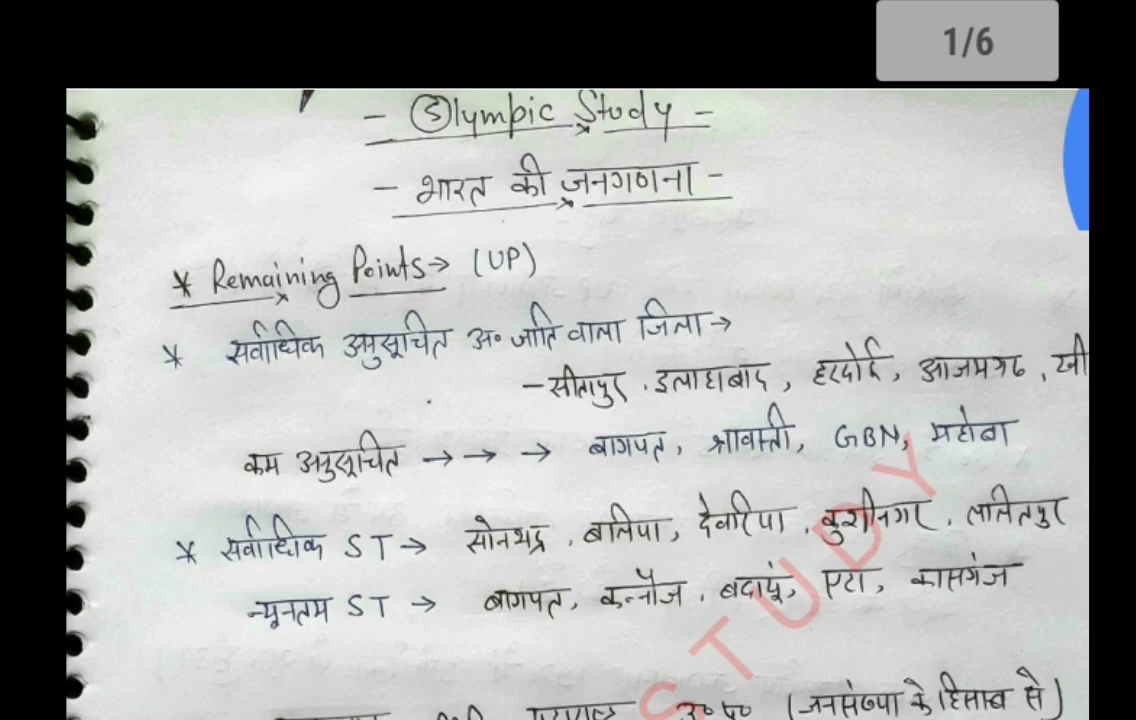 1/6
- Olympic Study -
- भारत की जनगणना -
* Remaining Points → (UP)
* सर्वाधिक अनुसूचित अ॰ जाति वाला जिला →
- सीतापुर, इलाहाबाद, हरदोई, आजमगढ, खी
कम अनुसूचित → → → बागपत, श्रावस्ती, GBN, महोबा
* सर्वाधिक ST → सोनभद्र, बलिया, देवरिया, कुशीनगर, ललितपुर
न्यूनतम ST → बागपत, कन्नौज, बदायूं, एटा, कासगंज
STUDY
उ॰प्र॰ (जनसंख्या के हिसाब से)